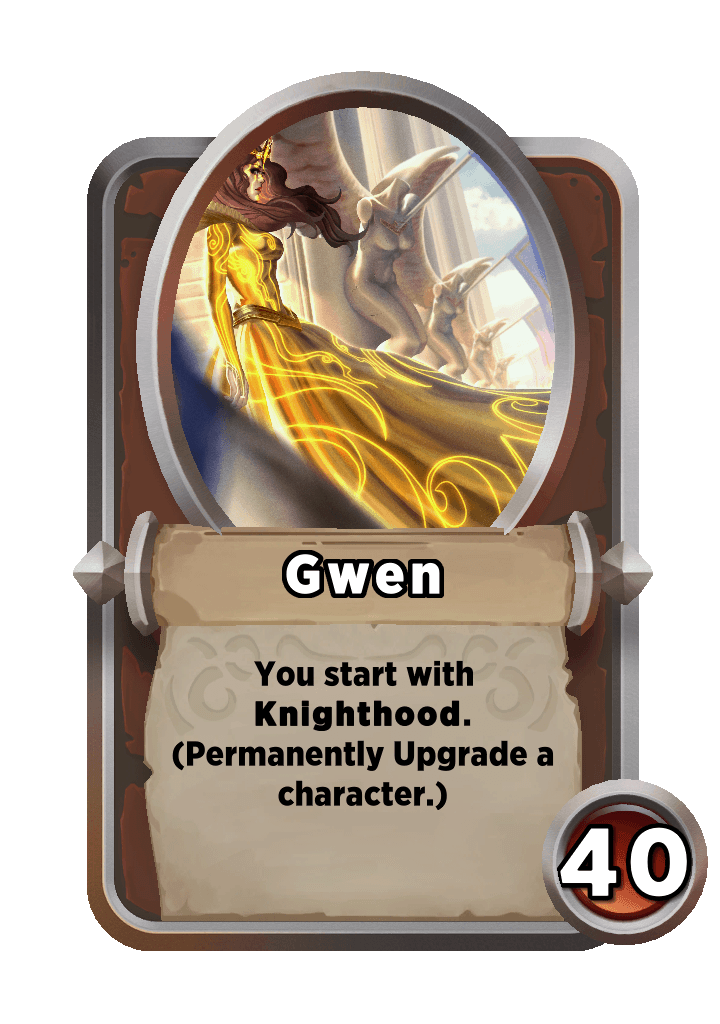 Gwen
You start with
Knighthood.
(Permanently Upgrade a
character.)
40